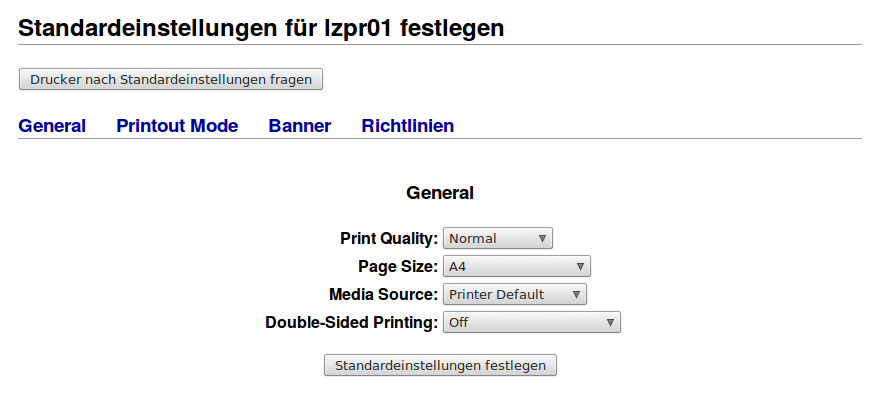 Standardeinstellungen für lzpr01 festlegen
Drucker nach Standardeinstellungen fragen
General Printout Mode Banner Richtlinien
General
Print Quality: Normal
Page Size: A4
Media Source: Printer Default
Double-Sided Printing: Off
Standardeinstellungen festlegen